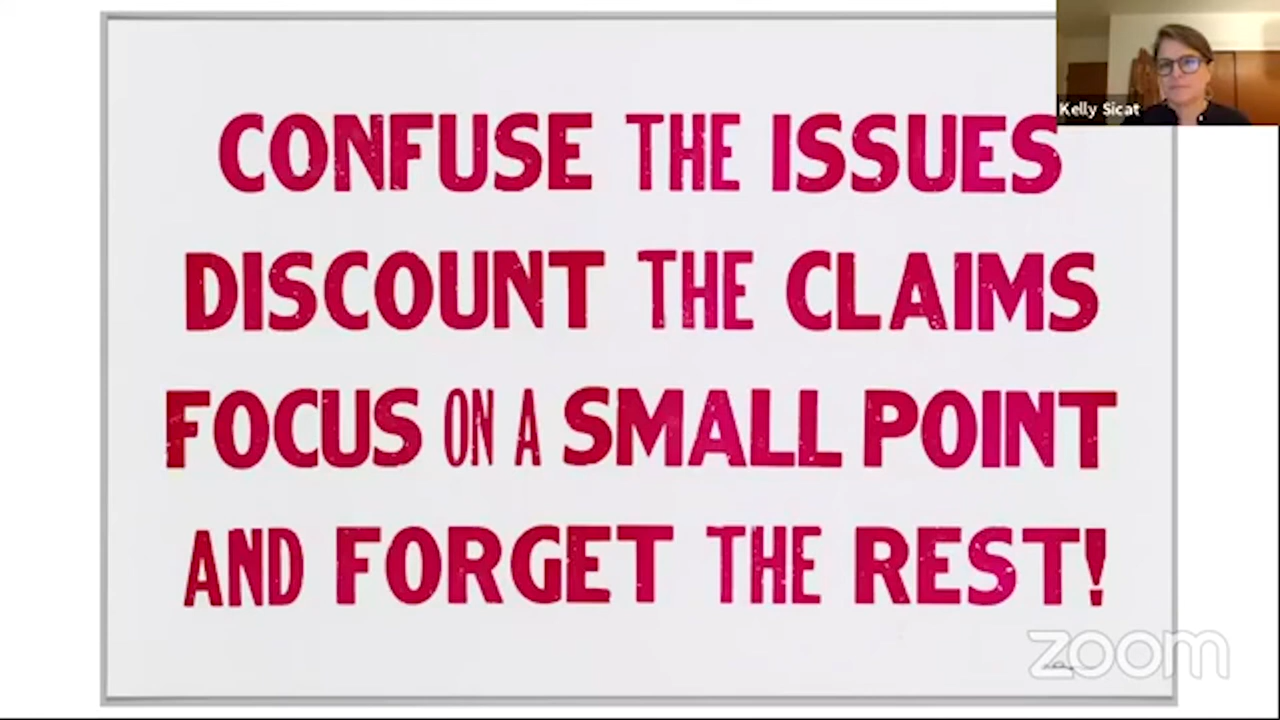 Kelly Sicat
CONFUSE THE ISSUES
DISCOUNT THE CLAIMS
FOCUS ON A SMALL POINT
AND FORGET THE REST!
zoom